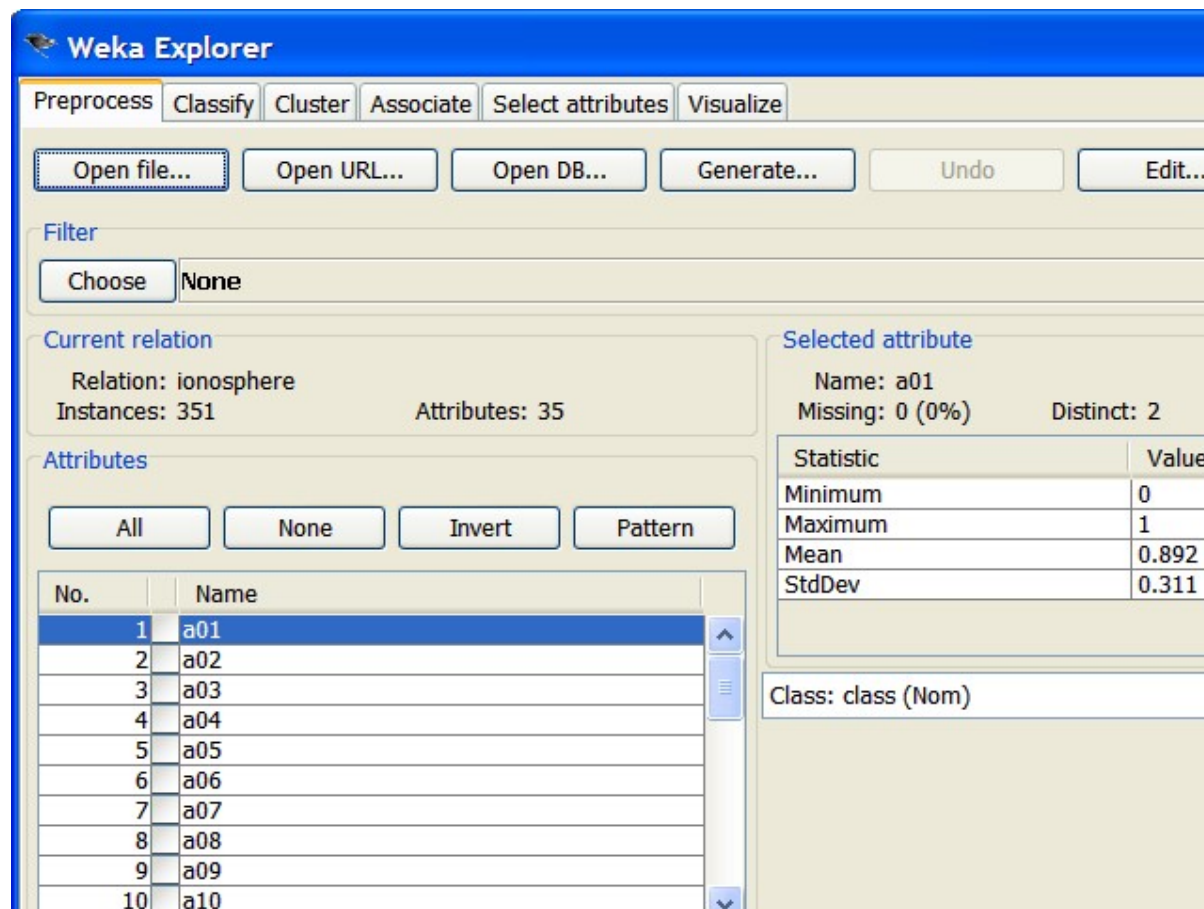 Weka Explorer
Preprocess Classify Cluster Associate Select attributes Visualize
Open file... Open URL... Open DB... Generate... Undo Edit...
Filter
Choose None
Current relation
Relation: ionosphere
Instances: 351 Attributes: 35
Attributes
All None Invert Pattern
No. Name
1 a01
2 a02
3 a03
4 a04
5 a05
6 a06
7 a07
8 a08
9 a09
10 a10
Selected attribute
Name: a01
Missing: 0 (0%) Distinct: 2
Statistic Value
Minimum 0
Maximum 1
Mean 0.892
StdDev 0.311
Class: class (Nom)